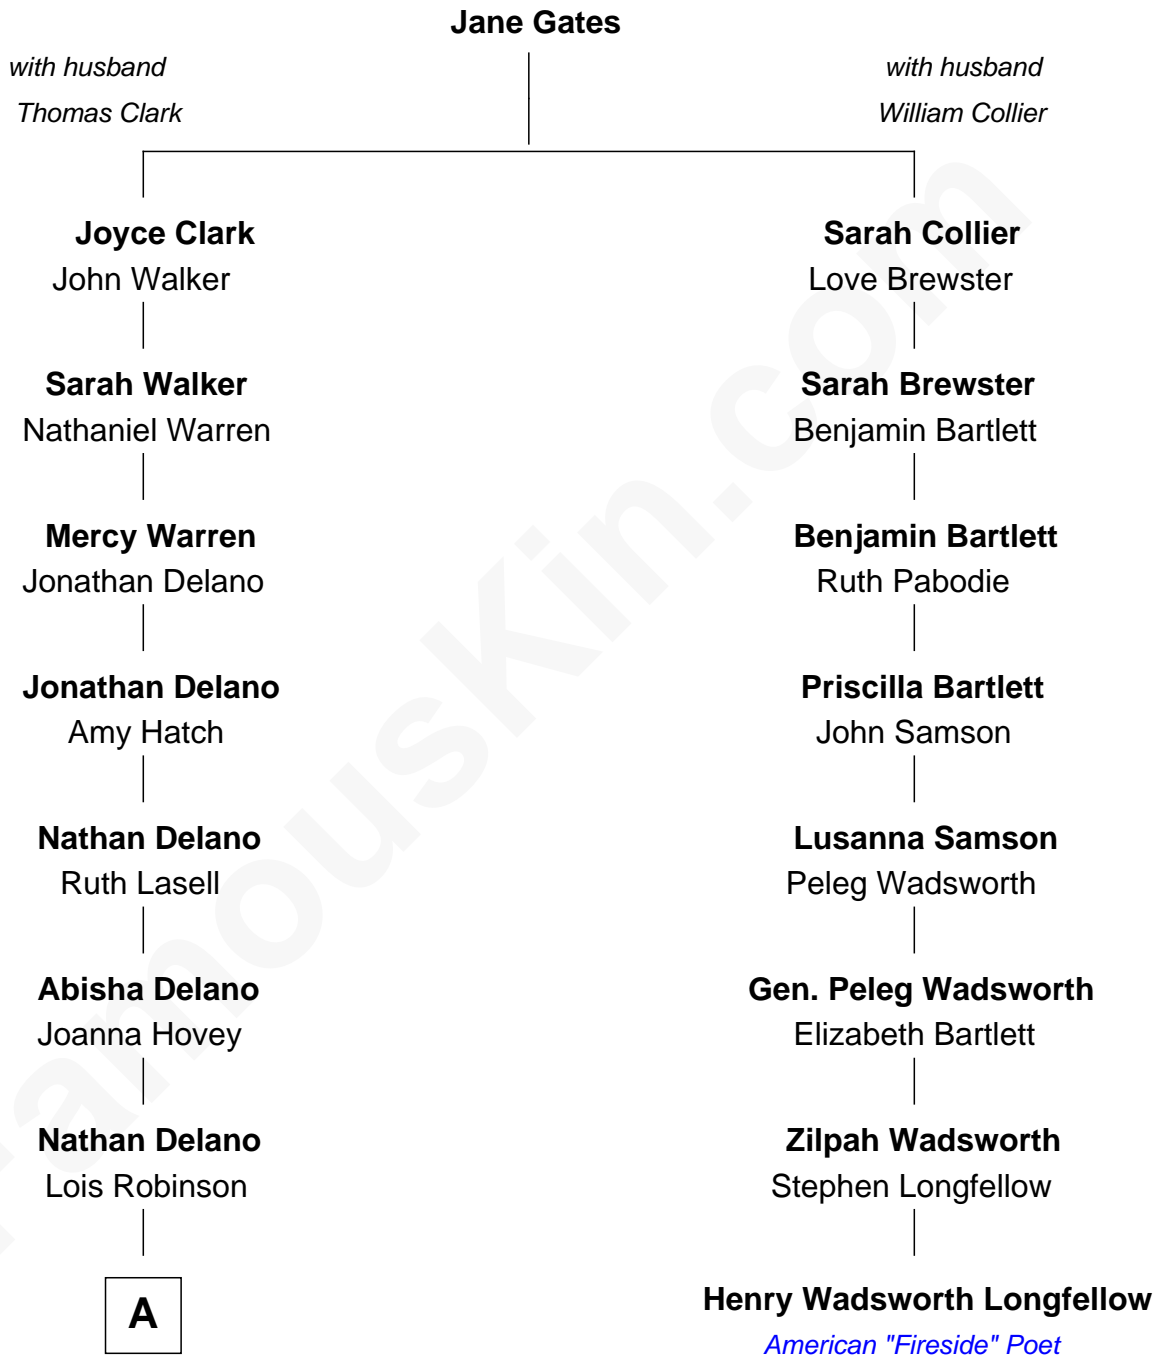 Jane Gates
with husband
Thomas Clark
with husband
William Collier
Joyce Clark
John Walker
Sarah Collier
Love Brewster
Sarah Walker
Nathaniel Warren
Sarah Brewster
Benjamin Bartlett
Mercy Warren
Jonathan Delano
Benjamin Bartlett
Ruth Pabodie
Jonathan Delano
Amy Hatch
Priscilla Bartlett
John Samson
Nathan Delano
Ruth Lasell
Lusanna Samson
Peleg Wadsworth
Abisha Delano
Joanna Hovey
Gen. Peleg Wadsworth
Elizabeth Bartlett
Nathan Delano
Lois Robinson
Zilpah Wadsworth
Stephen Longfellow
A
Henry Wadsworth Longfellow
American "Fireside" Poet
FamousKin.com